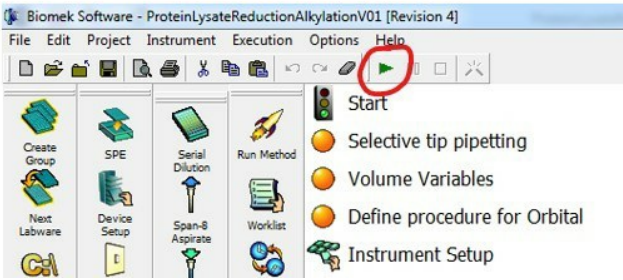 Biomek Software - ProteinLysateReductionAlkylationV01 [Revision 4]
File Edit Project Instrument Execution Options Help
Create Group
SPE
Serial Dilution
Run Method
Next Labware
Device Setup
Span-8 Aspirate
Worklist
C:\
Start
Selective tip pipetting
Volume Variables
Define procedure for Orbital
Instrument Setup